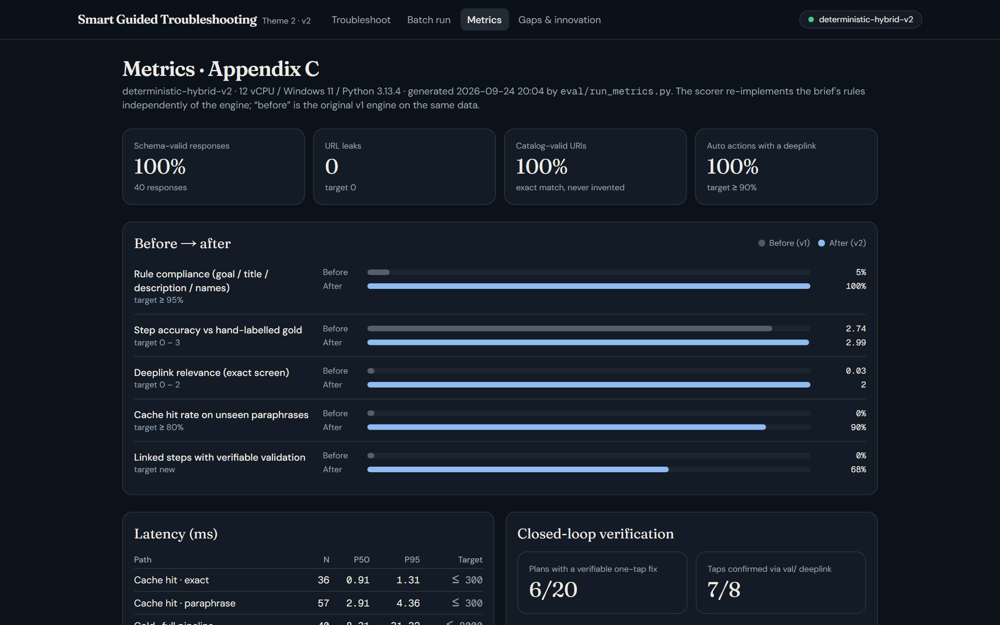 Smart Guided Troubleshooting Theme 2 · v2 Troubleshoot Batch run Metrics Gaps & innovation deterministic-hybrid-v2
Metrics · Appendix C
deterministic-hybrid-v2 · 12 vCPU / Windows 11 / Python 3.13.4 · generated 2026-09-24 20:04 by eval/run_metrics.py. The scorer re-implements the brief's rules
independently of the engine; “before” is the original v1 engine on the same data.
Schema-valid responses
100%
40 responses
URL leaks
0
target 0
Catalog-valid URIs
100%
exact match, never invented
Auto actions with a deeplink
100%
target ≥ 90%
Before → after
Before (v1) After (v2)
Rule compliance (goal / title /
description / names)
target ≥ 95%
Before 5%
After 100%
Step accuracy vs hand-labelled gold
target 0 – 3
Before 2.74
After 2.99
Deeplink relevance (exact screen)
target 0 – 2
Before 0.03
After 2
Cache hit rate on unseen paraphrases
target ≥ 80%
Before 0%
After 90%
Linked steps with verifiable validation
target new
Before 0%
After 68%
Latency (ms)
Path N P50 P95 Target
Cache hit · exact 36 0.91 1.31 ≤ 300
Cache hit · paraphrase 57 2.91 4.36 ≤ 300
Closed-loop verification
Plans with a verifiable one-tap fix
6/20
Taps confirmed via val/ deeplink
7/8